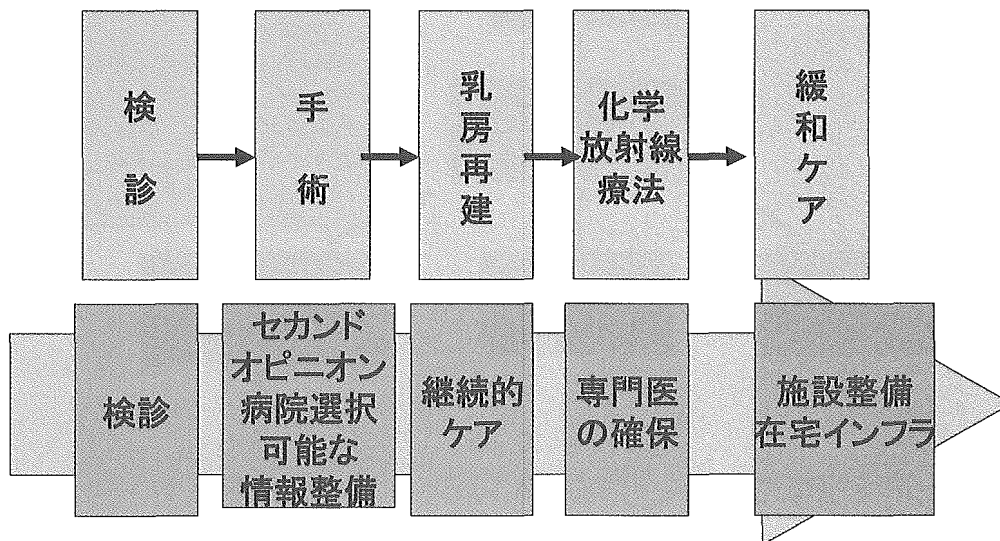 検診
手術
乳房再建
化学
放射線
療法
緩和ケア
検診
セカンド
オピニオン
病院選択
可能な
情報整備
継続的
ケア
専門医
の確保
施設整備
在宅インフラ